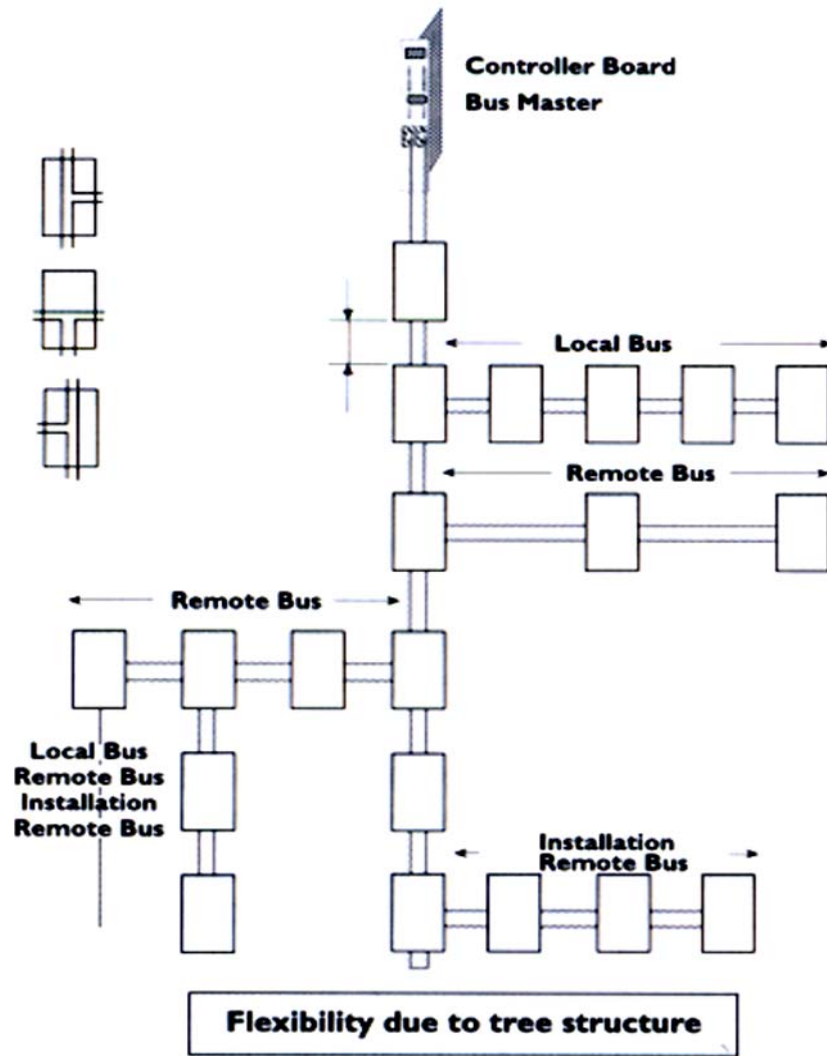 Controller Board
Bus Master
Local Bus
Remote Bus
Remote Bus
Local Bus
Remote Bus
Installation
Remote Bus
Installation
Remote Bus
Flexibility due to tree structure